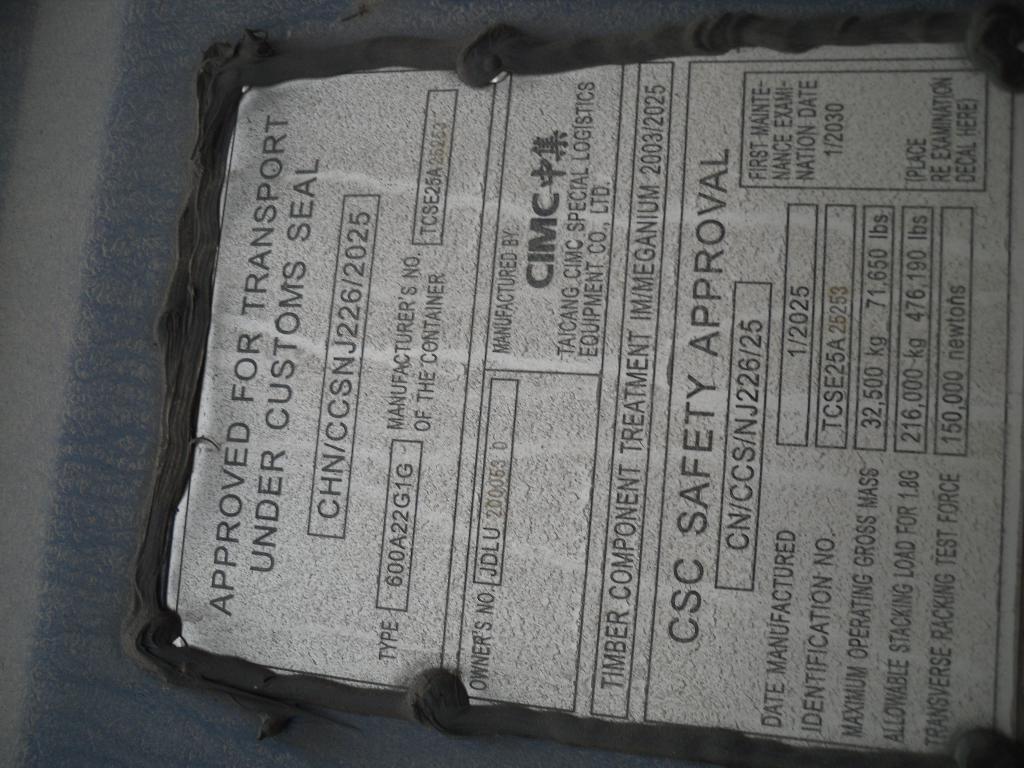 APPROVED FOR TRANSPORT
UNDER CUSTOMS SEAL
CHN/CCSNJ226/2025
TYPE 600A22G1G MANUFACTURER'S NO.
OF THE CONTAINER TCSE25A
OWNER'S NO. JDLU 200053 0
MANUFACTURED BY:
CIMC中集
TAICANG CIMC SPECIAL LOGISTICS
EQUIPMENT CO., LTD.
TIMBER COMPONENT TREATMENT IM/MEGANIUM 2003/2025
CSC SAFETY APPROVAL
CN/CCS/NJ226/25
DATE MANUFACTURED 1/2025
IDENTIFICATION NO. TCSE25A 25253
MAXIMUM OPERATING GROSS MASS 32,500 kg 71,650 lbs
ALLOWABLE STACKING LOAD FOR 1.8G 216,000 kg 476,190 lbs
TRANSVERSE RACKING TEST FORCE 150,000 newtons
FIRST MAINTE-
NANCE EXAMI-
NATION DATE
1/2030
(PLACE
RE EXAMINATION
DECAL HERE)